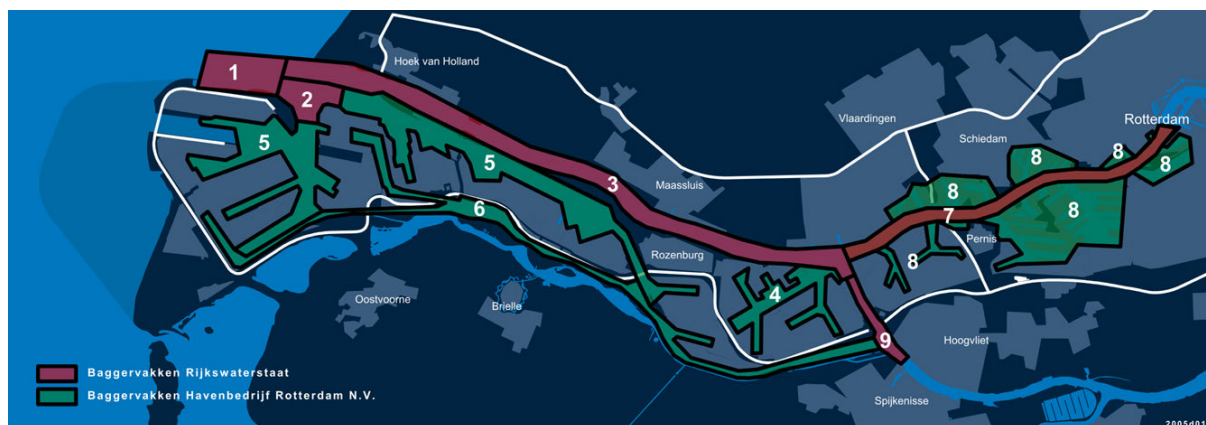 1
2
Hoek van Holland
5
5
3
Maassluis
6
Vlaardingen
Schiedam
Rotterdam
8
8
8
8
8
7
8
Pernis
Rozenburg
4
Oostvoorne
Brielle
9
Hoogvliet
Spijkenisse
Baggervakken Rijkswaterstaat
Baggervakken Havenbedrijf Rotterdam N.V.
2005d01